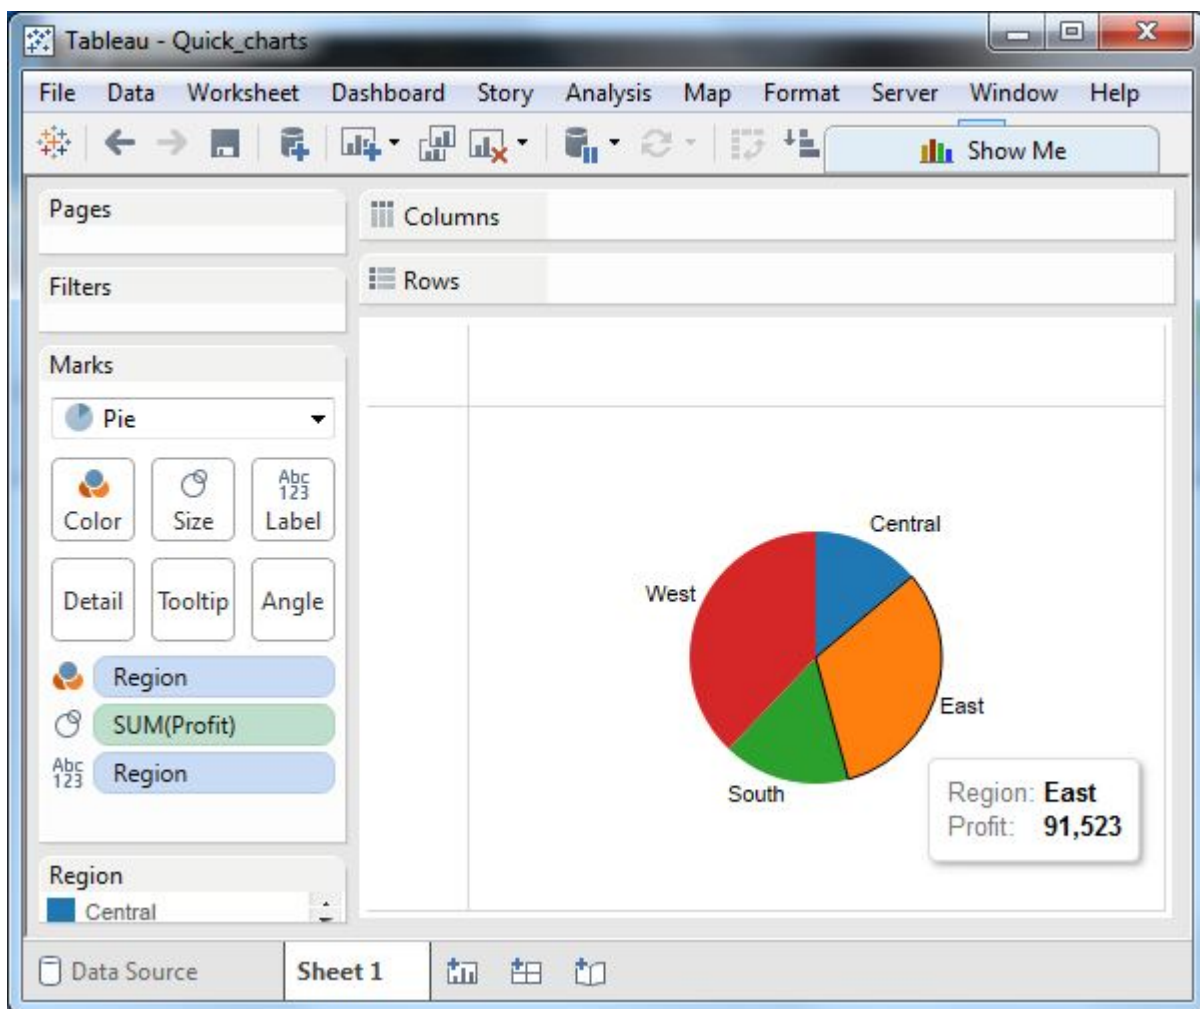 Tableau - Quick_charts
File Data Worksheet Dashboard Story Analysis Map Format Server Window Help
Show Me
Pages
Columns
Filters
Rows
Marks
Pie
Color
Size
Abc
123
Label
Detail
Tooltip
Angle
Region
SUM(Profit)
Abc
123
Region
Region
Central
Central
West
East
South
Region: East
Profit: 91,523
Data Source
Sheet 1